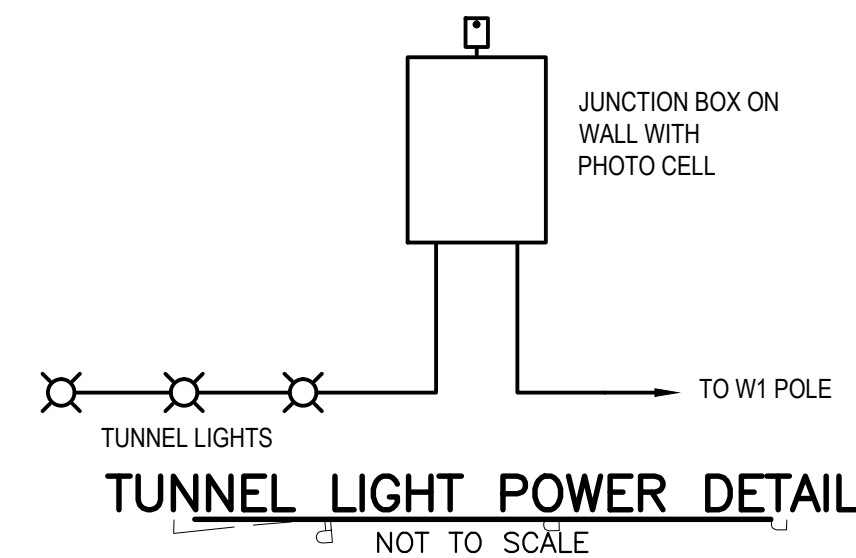 JUNCTION BOX ON
WALL WITH
PHOTO CELL
TO W1 POLE
TUNNEL LIGHTS
TUNNEL LIGHT POWER DETAIL
NOT TO SCALE